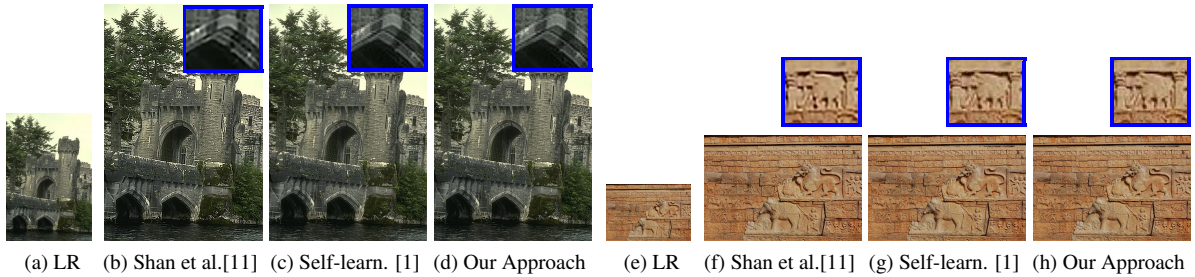 (a) LR (b) Shan et al.[11] (c) Self-learn. [1] (d) Our Approach (e) LR (f) Shan et al.[11] (g) Self-learn. [1] (h) Our Approach